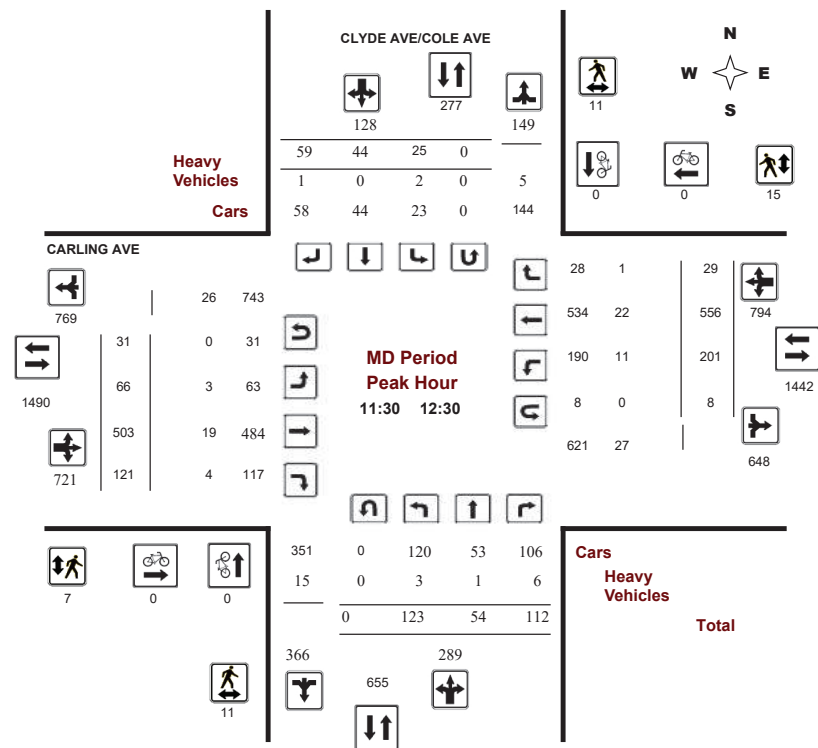 CLYDE AVE/COLE AVE
N
W E
S
277
11
128
149
59 44 25 0
Heavy
Vehicles
1 0 2 0 5
0 0 15
Cars
58 44 23 0 144
CARLING AVE
28 1 29
769
26 743
534 22 556 794
31 0 31
MD Period
Peak Hour
190 11 201
1490
66 3 63
11:30 12:30
8 0 8
1442
503 19 484
621 27
648
721
121 4 117
351 0 120 53 106
Cars
15 0 3 1 6
Heavy
Vehicles
7 0 0
0 123 54 112
Total
366 289
655
11